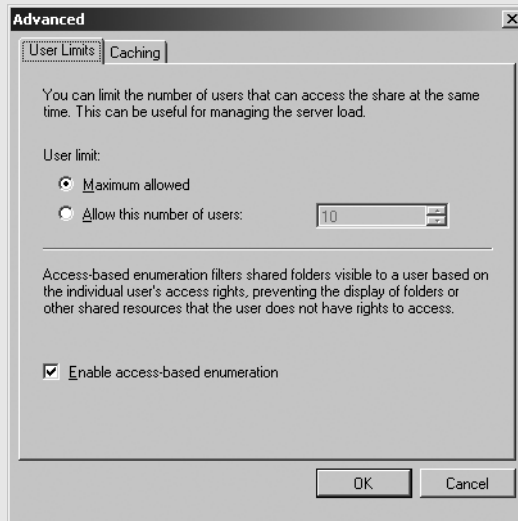 Advanced
User Limits
Caching
You can limit the number of users that can access the share at the same
time. This can be useful for managing the server load.
User limit:
Maximum allowed
Allow this number of users:
10
Access-based enumeration filters shared folders visible to a user based on
the individual user's access rights, preventing the display of folders or
other shared resources that the user does not have rights to access.
Enable access-based enumeration
OK
Cancel